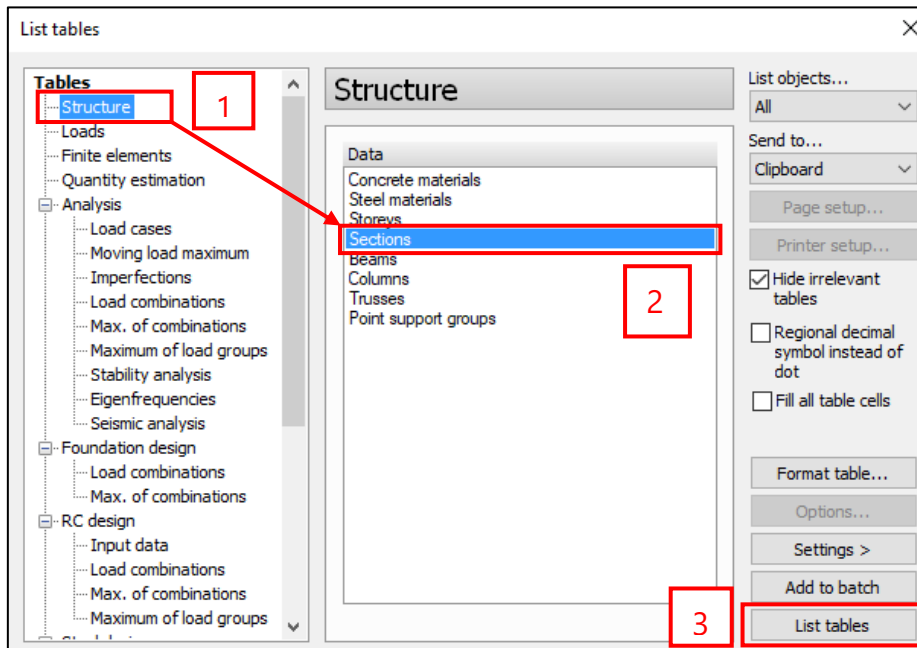 List tables
Tables
Structure
Loads
Finite elements
Quantity estimation
Analysis
Load cases
Moving load maximum
Imperfections
Load combinations
Max. of combinations
Maximum of load groups
Stability analysis
Eigenfrequencies
Seismic analysis
Foundation design
Load combinations
Max. of combinations
RC design
Input data
Load combinations
Max. of combinations
Maximum of load groups
1
Structure
Data
Concrete materials
Steel materials
Storeys
Sections
Beams
Columns
Trusses
Point support groups
2
List objects...
All
Send to...
Clipboard
Page setup...
Printer setup...
Hide irrelevant
tables
Regional decimal
symbol instead of
dot
Fill all table cells
Format table...
Options...
Settings >
Add to batch
3
List tables